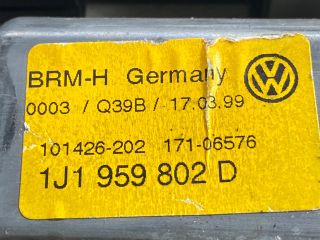 BRM-H Germany
0003 / Q39B / 17.03.99
101426-202 171-06576
1J1 959 802 D